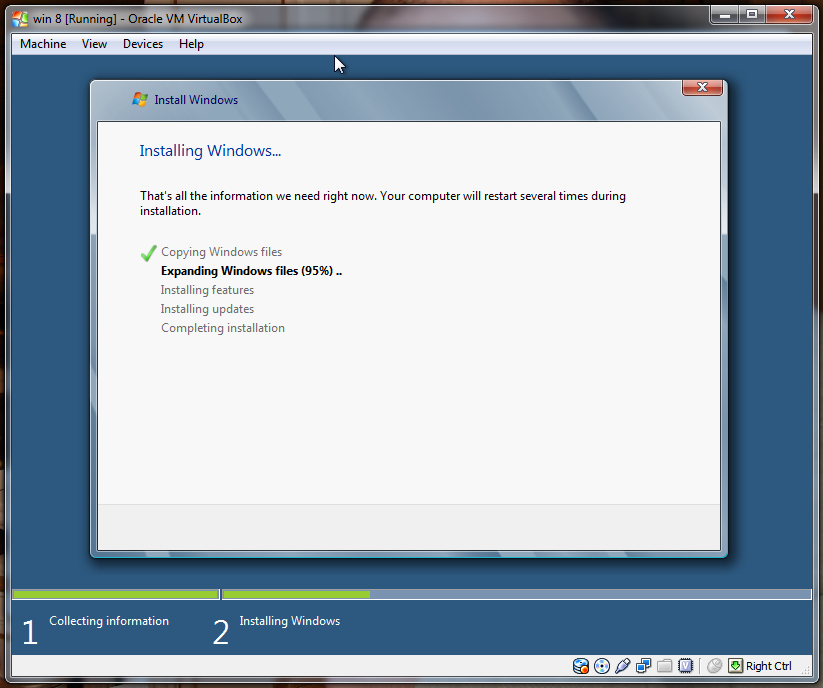 win 8 [Running] - Oracle VM VirtualBox
Machine View Devices Help
Install Windows
Installing Windows...
That's all the information we need right now. Your computer will restart several times during
installation.
Copying Windows files
Expanding Windows files (95%) ..
Installing features
Installing updates
Completing installation
1 Collecting information
2 Installing Windows
Right Ctrl